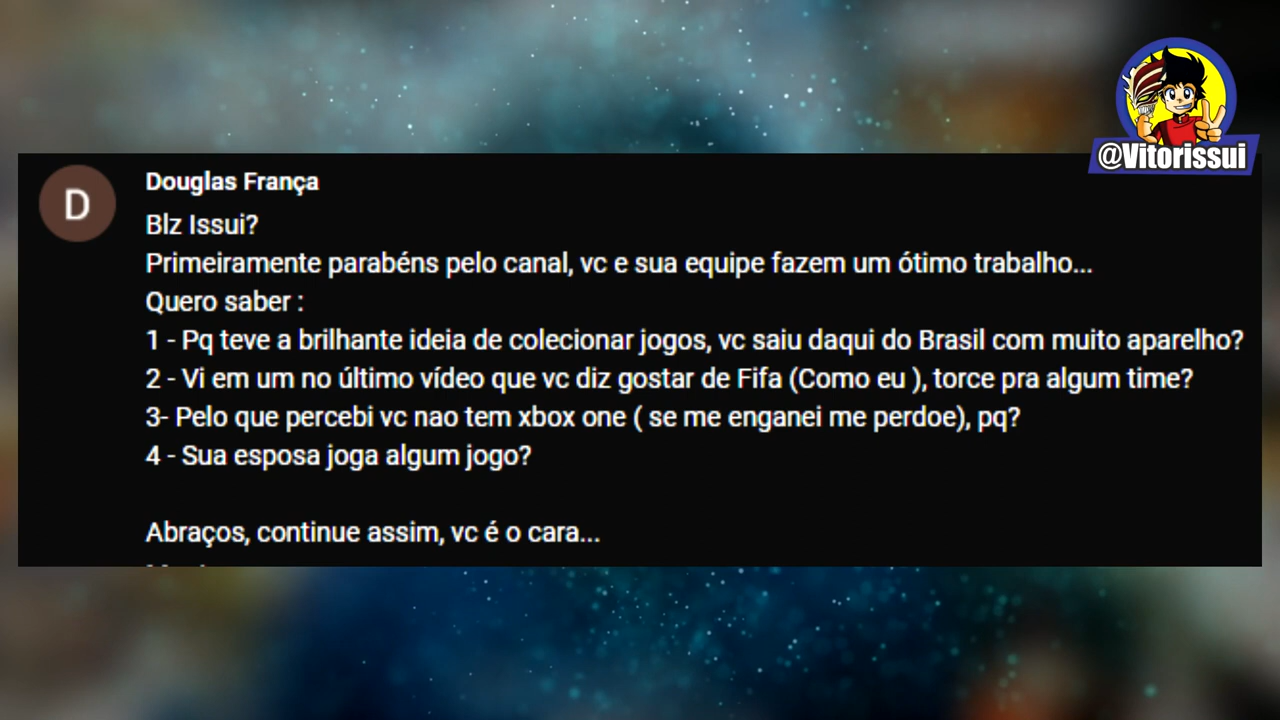 @Vitorissui
D
Douglas França
Blz Issui?
Primeiramente parabéns pelo canal, vc e sua equipe fazem um ótimo trabalho...
Quero saber :
1 - Pq teve a brilhante ideia de colecionar jogos, vc saiu daqui do Brasil com muito aparelho?
2 - Vi em um no último vídeo que vc diz gostar de Fifa (Como eu ), torce pra algum time?
3- Pelo que percebi vc nao tem xbox one ( se me enganei me perdoe), pq?
4 - Sua esposa joga algum jogo?
Abraços, continue assim, vc é o cara...